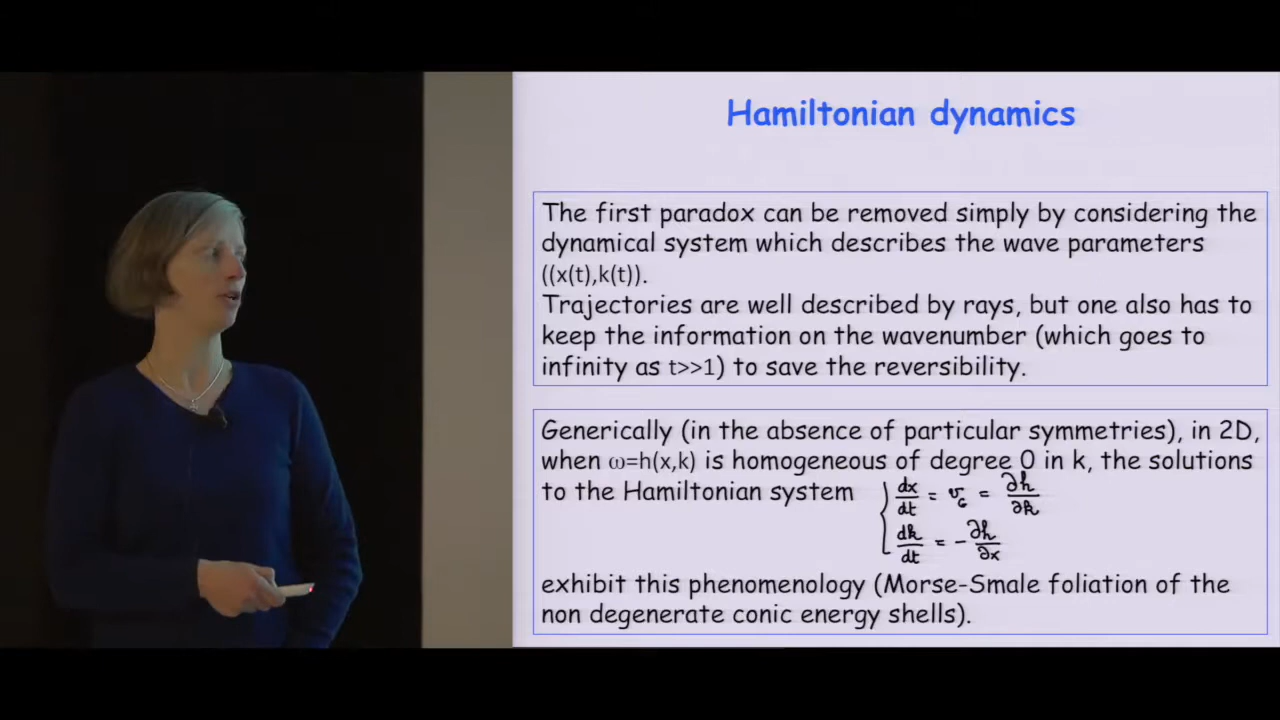 Hamiltonian dynamics
The first paradox can be removed simply by considering the
dynamical system which describes the wave parameters
((x(t),k(t)).
Trajectories are well described by rays, but one also has to
keep the information on the wavenumber (which goes to
infinity as t>>1) to save the reversibility.
Generically (in the absence of particular symmetries), in 2D,
when ω=h(x,k) is homogeneous of degree 0 in k, the solutions
to the Hamiltonian system
dx/dt = v_G = ∂h/∂k
dk/dt = -∂h/∂x
exhibit this phenomenology (Morse-Smale foliation of the
non degenerate conic energy shells).